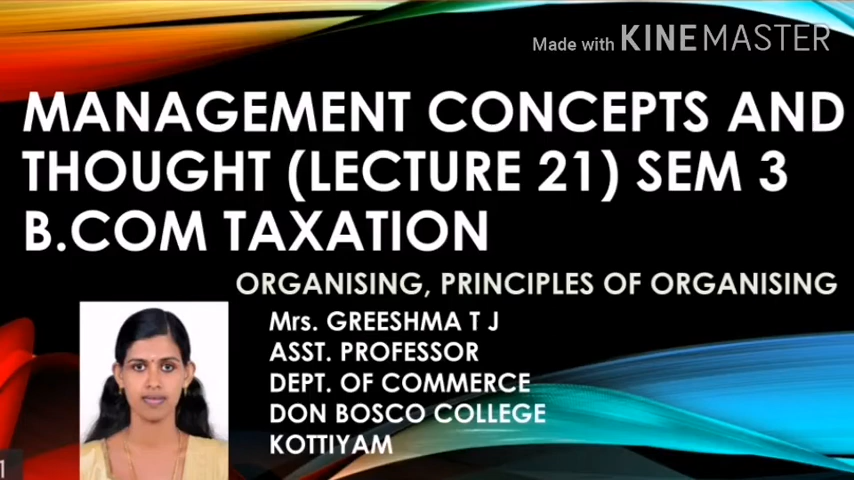 Made with KINEMASTER
MANAGEMENT CONCEPTS AND
THOUGHT (LECTURE 21) SEM 3
B.COM TAXATION
ORGANISING, PRINCIPLES OF ORGANISING
Mrs. GREESHMA T J
ASST. PROFESSOR
DEPT. OF COMMERCE
DON BOSCO COLLEGE
KOTTIYAM
1